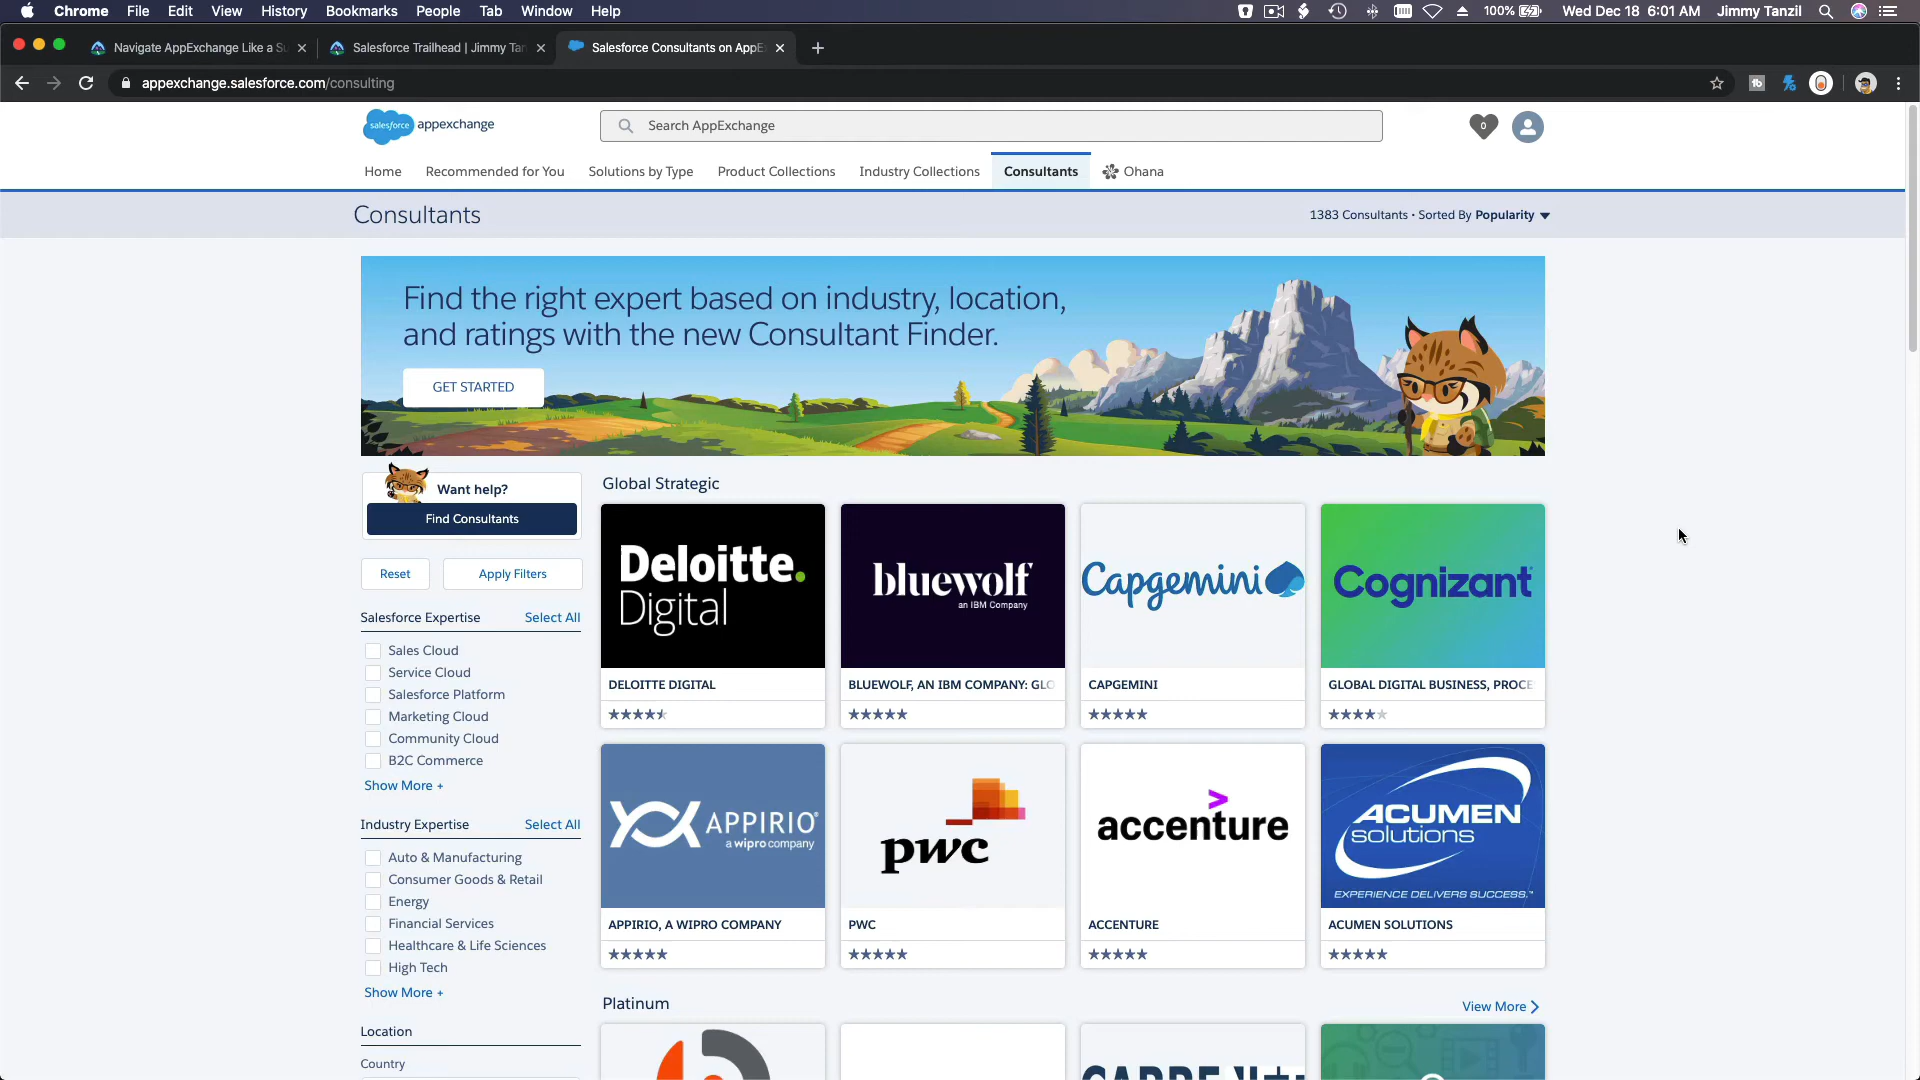 Chrome File Edit View History Bookmarks People Tab Window Help 100% Wed Dec 18 6:01 AM Jimmy Tanzil
Navigate AppExchange Like a Su
Salesforce Trailhead | Jimmy Tan
Salesforce Consultants on AppE
appexchange.salesforce.com/consulting
salesforce appexchange
Search AppExchange
0
Home Recommended for You Solutions by Type Product Collections Industry Collections Consultants Ohana
Consultants
1383 Consultants • Sorted By Popularity
Find the right expert based on industry, location,
and ratings with the new Consultant Finder.
GET STARTED
Want help?
Find Consultants
Reset Apply Filters
Salesforce Expertise Select All
Sales Cloud
Service Cloud
Salesforce Platform
Marketing Cloud
Community Cloud
B2C Commerce
Show More +
Industry Expertise Select All
Auto & Manufacturing
Consumer Goods & Retail
Energy
Financial Services
Healthcare & Life Sciences
High Tech
Show More +
Location
Country
Global Strategic
Deloitte.
Digital
DELOITTE DIGITAL
bluewolf
an IBM Company
BLUEWOLF, AN IBM COMPANY: GLO
Capgemini
CAPGEMINI
Cognizant
GLOBAL DIGITAL BUSINESS, PROCE
APPIRIO
a wipro company
APPIRIO, A WIPRO COMPANY
pwc
PWC
accenture
ACCENTURE
ACUMEN
solutions
EXPERIENCE DELIVERS SUCCESS.™
ACUMEN SOLUTIONS
Platinum
View More